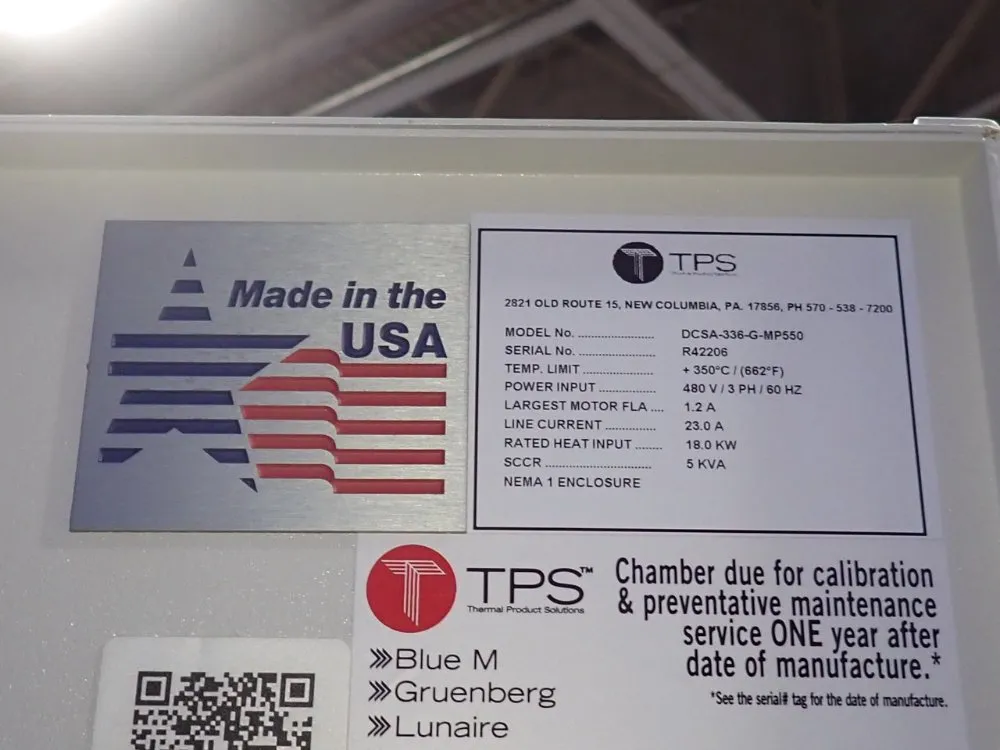 Made in the
USA
TPS
2821 OLD ROUTE 15, NEW COLUMBIA, PA. 17856, PH 570 - 538 - 7200
MODEL No. ........................ DCSA-336-G-MP550
SERIAL No. ........................ R42206
TEMP. LIMIT ...................... + 350°C / (662°F)
POWER INPUT .................. 480 V / 3 PH / 60 HZ
LARGEST MOTOR FLA .... 1.2 A
LINE CURRENT ................. 23.0 A
RATED HEAT INPUT ........ 18.0 KW
SCCR ................................. 5 KVA
NEMA 1 ENCLOSURE
TPS™
Thermal Product Solutions
Blue M
Gruenberg
Lunaire
Chamber due for calibration
& preventative maintenance
service ONE year after
date of manufacture.*
*See the serial# tag for the date of manufacture.